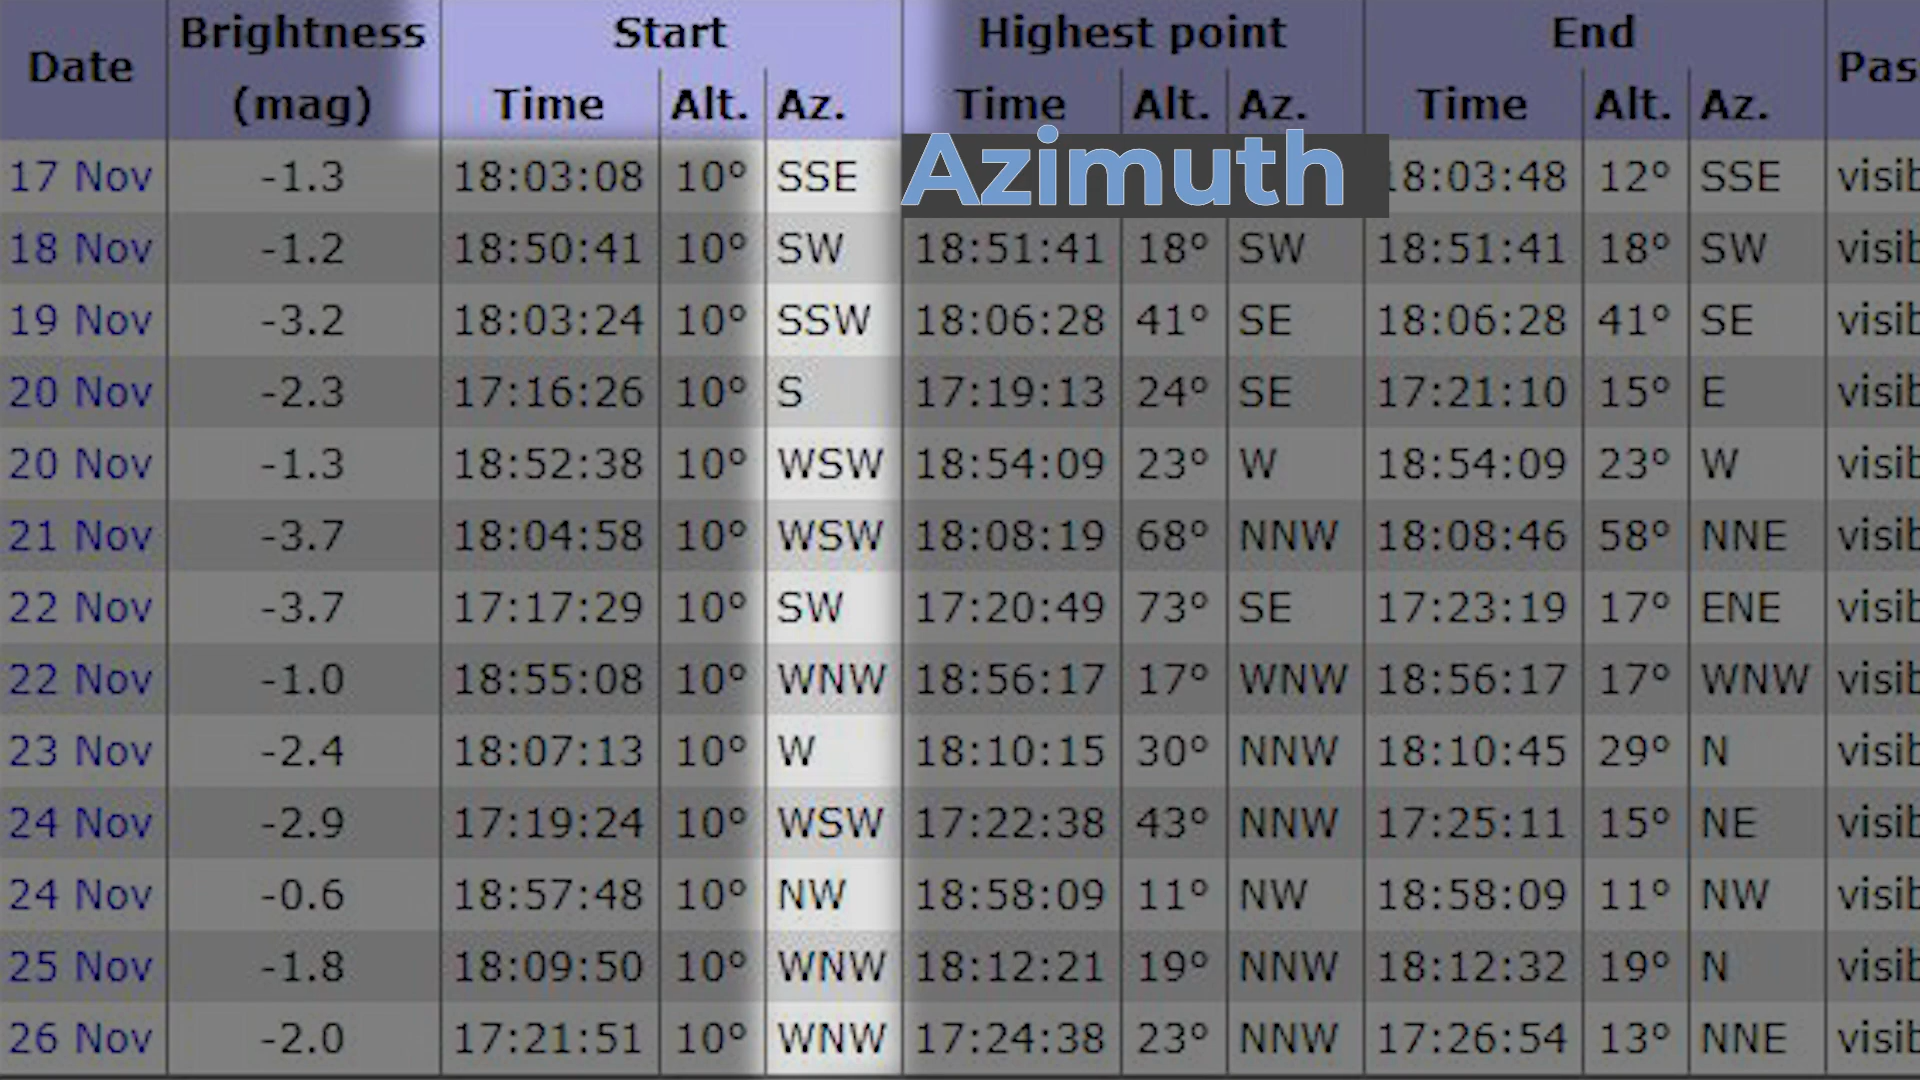 Date Brightness (mag) Start Highest point End Pas
Time Alt. Az. Time Alt. Az. Time Alt. Az.
17 Nov -1.3 18:03:08 10° SSE Azimuth 18:03:48 12° SSE visib
18 Nov -1.2 18:50:41 10° SW 18:51:41 18° SW 18:51:41 18° SW visib
19 Nov -3.2 18:03:24 10° SSW 18:06:28 41° SE 18:06:28 41° SE visib
20 Nov -2.3 17:16:26 10° S 17:19:13 24° SE 17:21:10 15° E visib
20 Nov -1.3 18:52:38 10° WSW 18:54:09 23° W 18:54:09 23° W visib
21 Nov -3.7 18:04:58 10° WSW 18:08:19 68° NNW 18:08:46 58° NNE visib
22 Nov -3.7 17:17:29 10° SW 17:20:49 73° SE 17:23:19 17° ENE visib
22 Nov -1.0 18:55:08 10° WNW 18:56:17 17° WNW 18:56:17 17° WNW visib
23 Nov -2.4 18:07:13 10° W 18:10:15 30° NNW 18:10:45 29° N visib
24 Nov -2.9 17:19:24 10° WSW 17:22:38 43° NNW 17:25:11 15° NE visib
24 Nov -0.6 18:57:48 10° NW 18:58:09 11° NW 18:58:09 11° NW visib
25 Nov -1.8 18:09:50 10° WNW 18:12:21 19° NNW 18:12:32 19° N visib
26 Nov -2.0 17:21:51 10° WNW 17:24:38 23° NNW 17:26:54 13° NNE visib